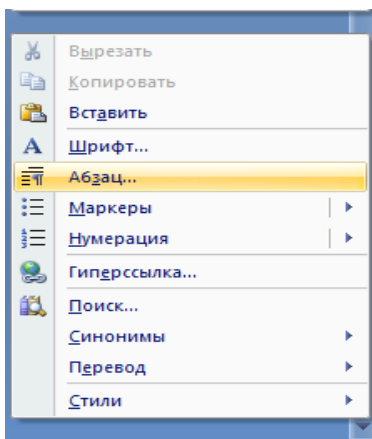 Вырезать
Копировать
Вставить
Шрифт...
Абзац...
Маркеры
Нумерация
Гиперссылка...
Поиск...
Синонимы
Перевод
Стили